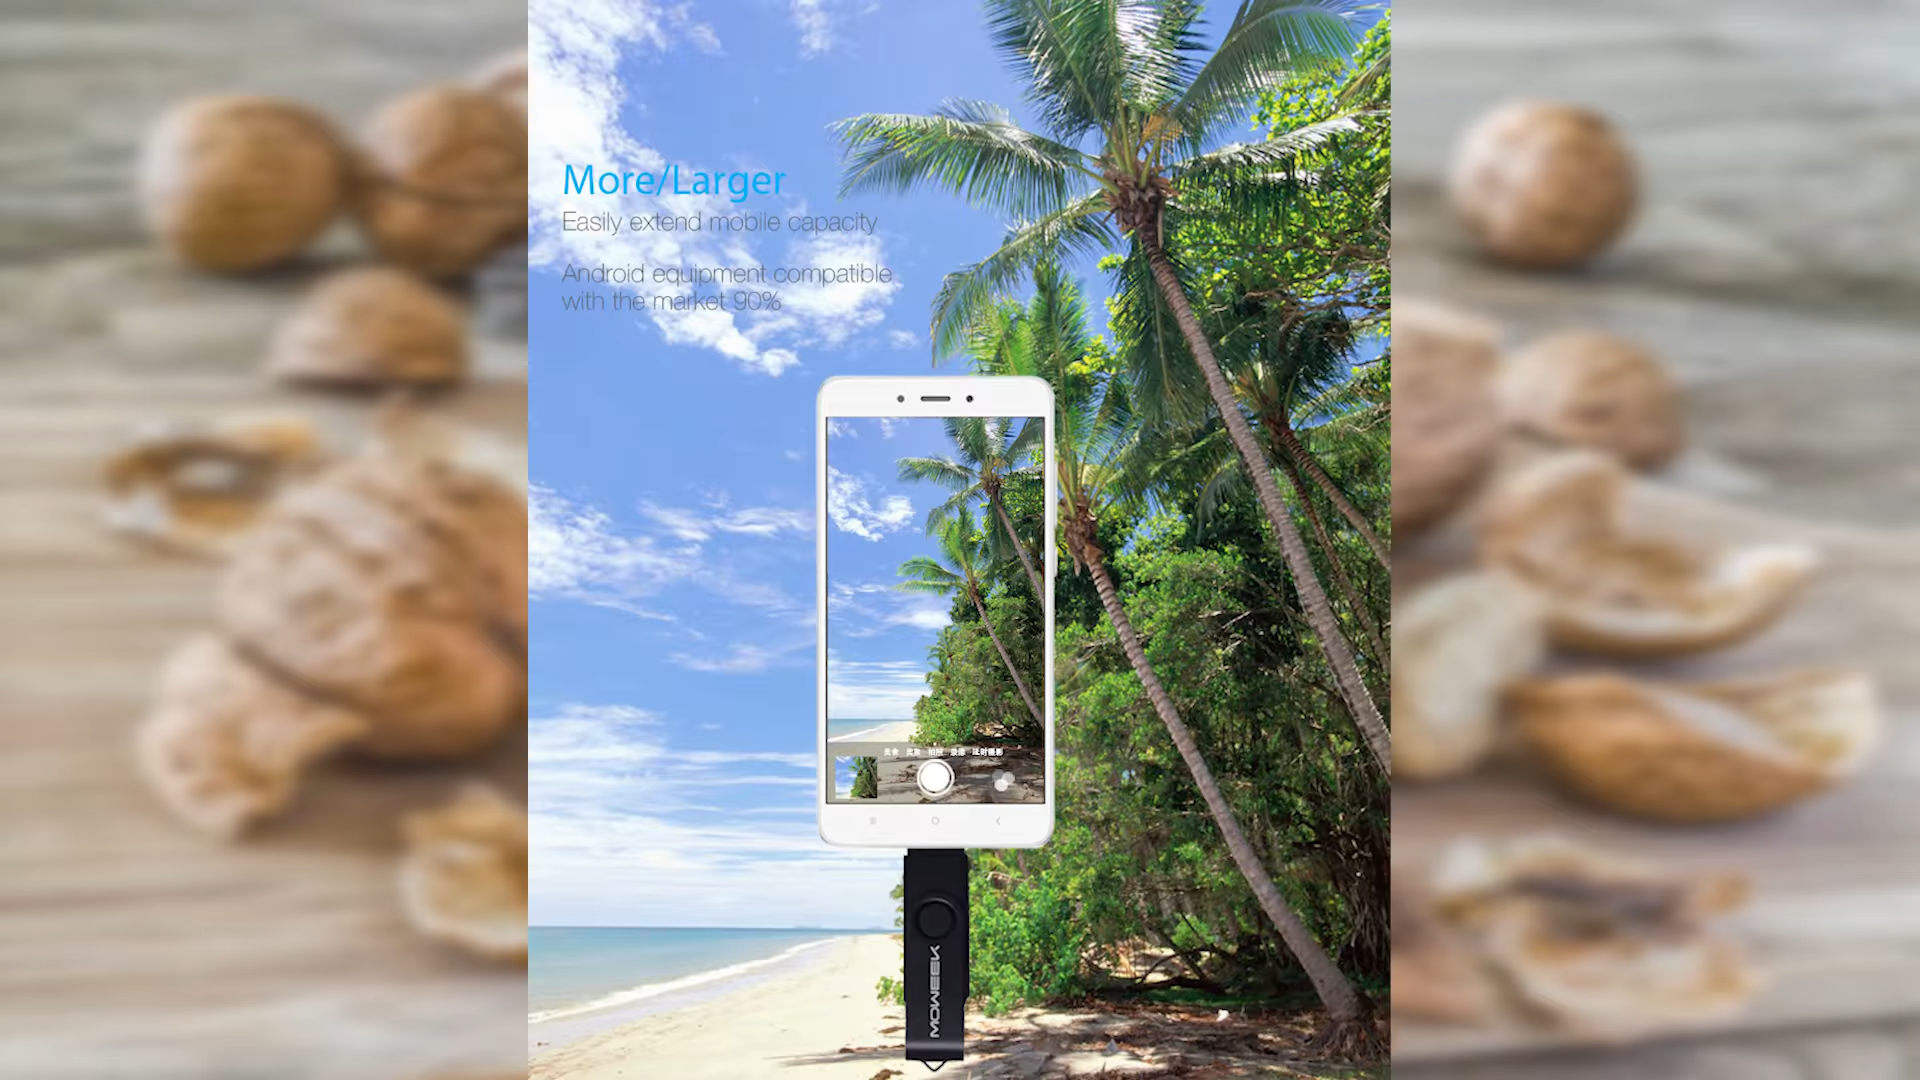 More/Larger
Easily extend mobile capacity
Android equipment compatible
with the market 90%
MOWEEK